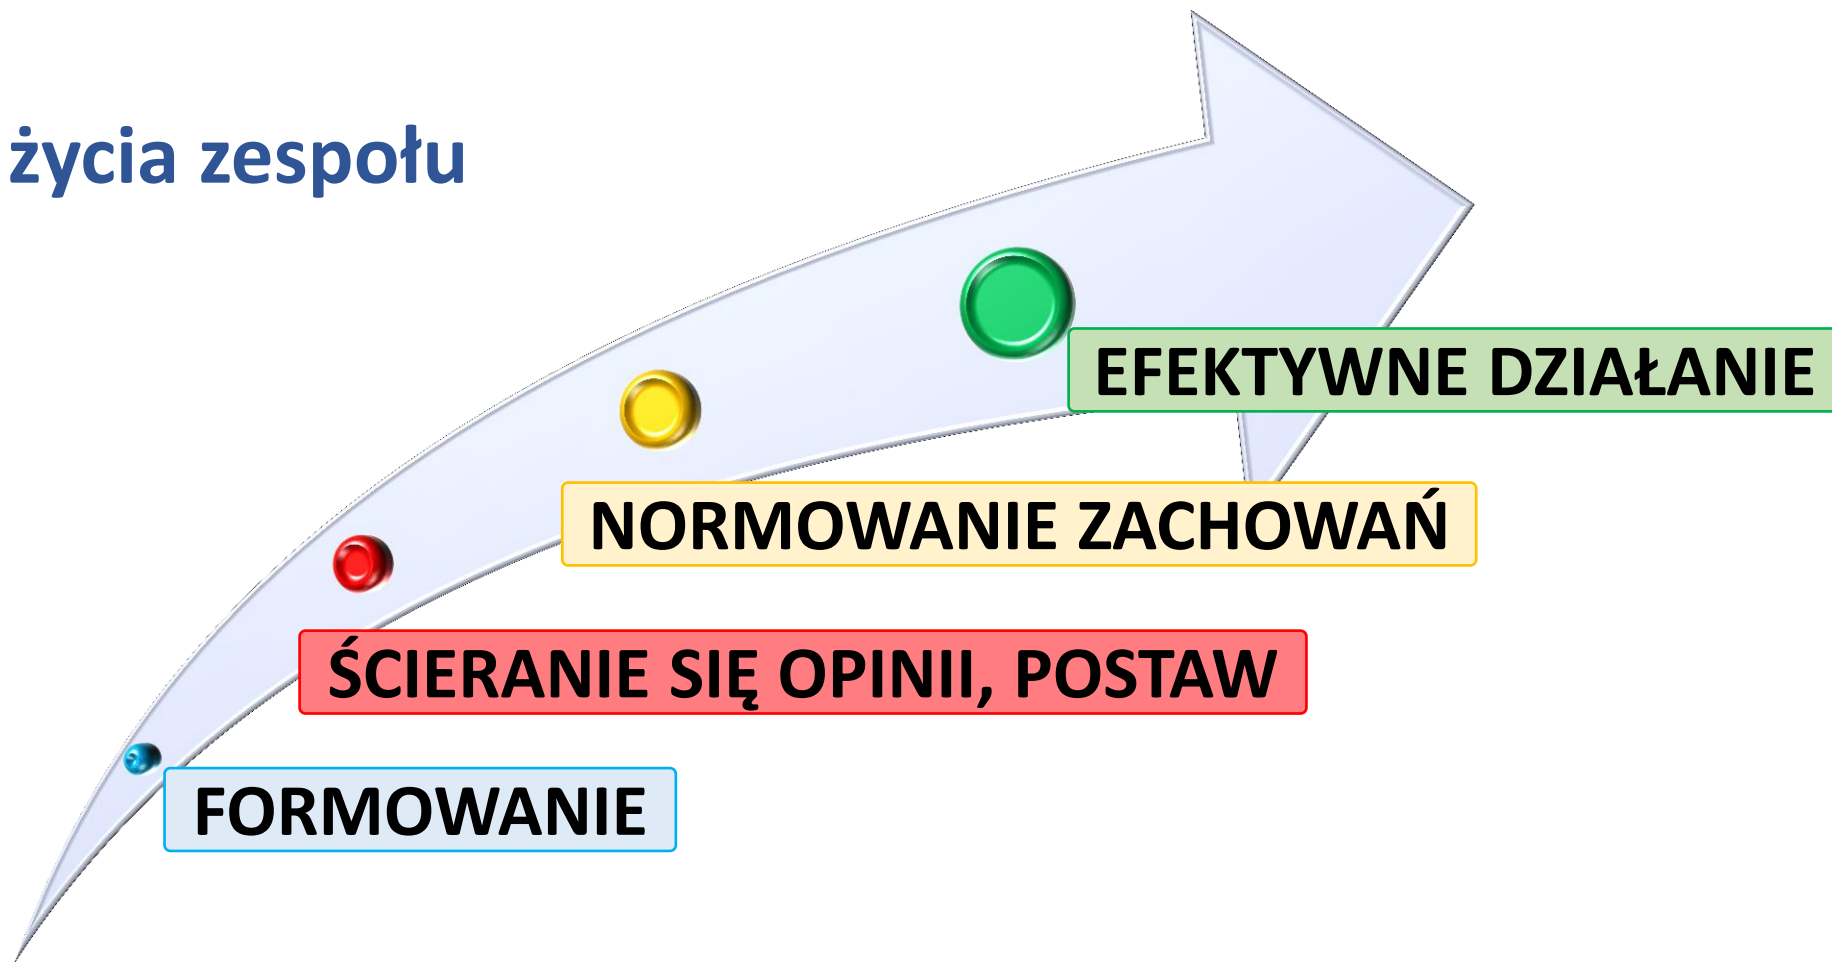 życia zespołu
EFEKTYWNE DZIAŁANIE
NORMOWANIE ZACHOWAŃ
ŚCIERANIE SIĘ OPINII, POSTAW
FORMOWANIE